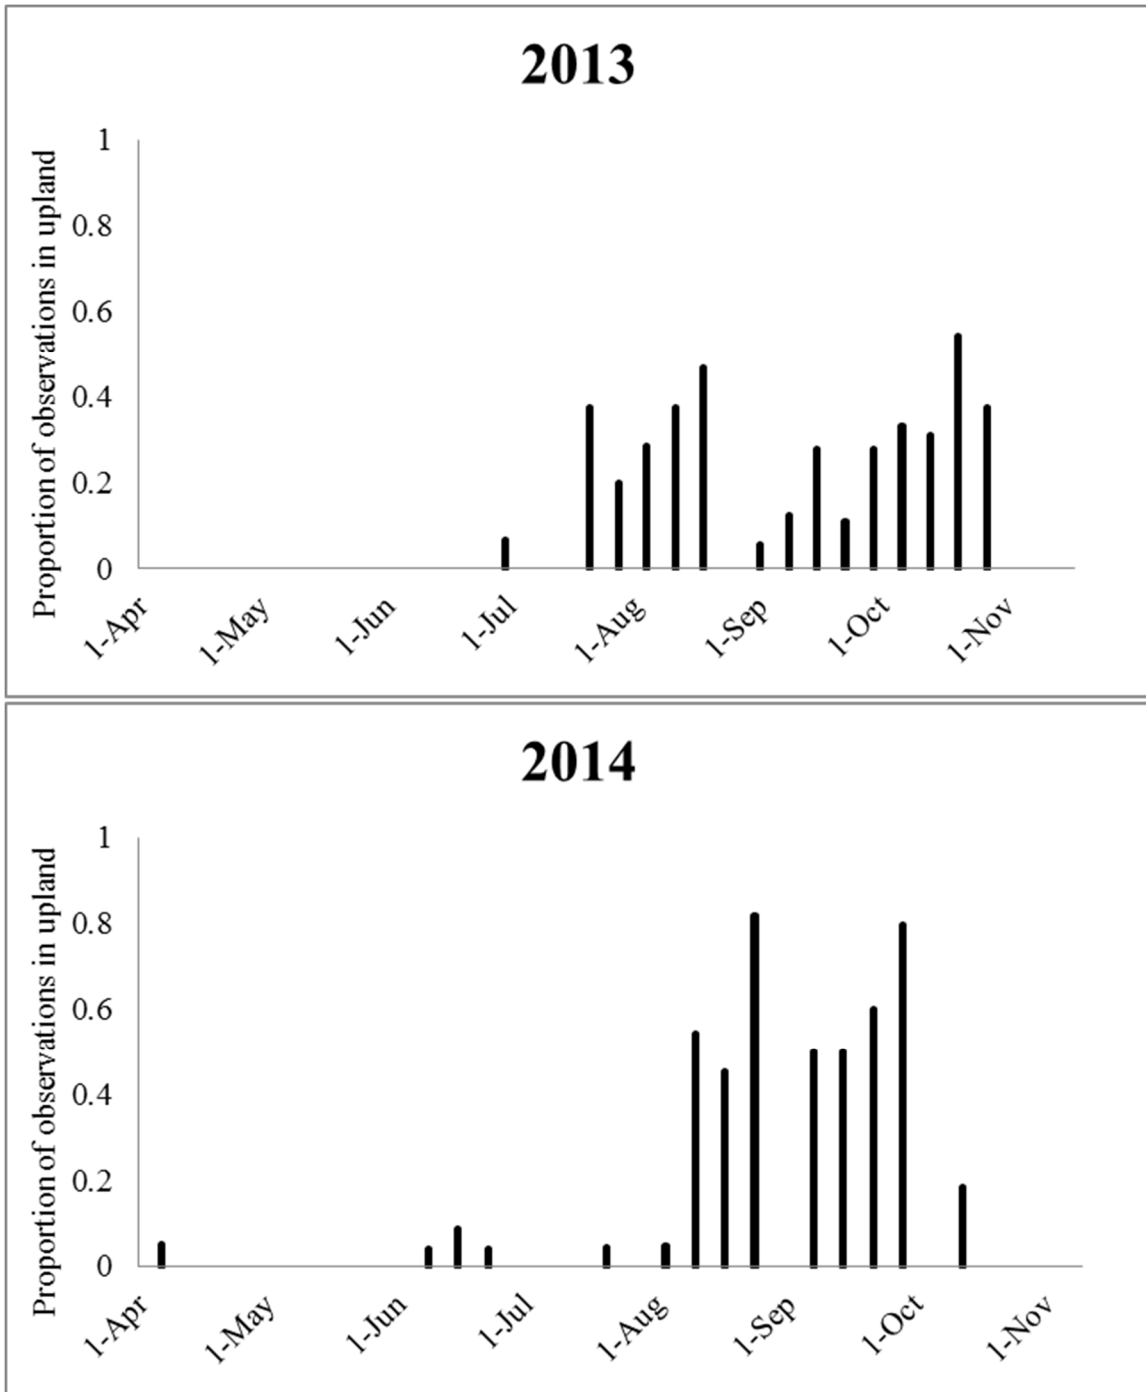 2013
Proportion of observations in upland
1
0.8
0.6
0.4
0.2
0
1-Apr
1-May
1-Jun
1-Jul
1-Aug
1-Sep
1-Oct
1-Nov
2014
Proportion of observations in upland
1
0.8
0.6
0.4
0.2
0
1-Apr
1-May
1-Jun
1-Jul
1-Aug
1-Sep
1-Oct
1-Nov